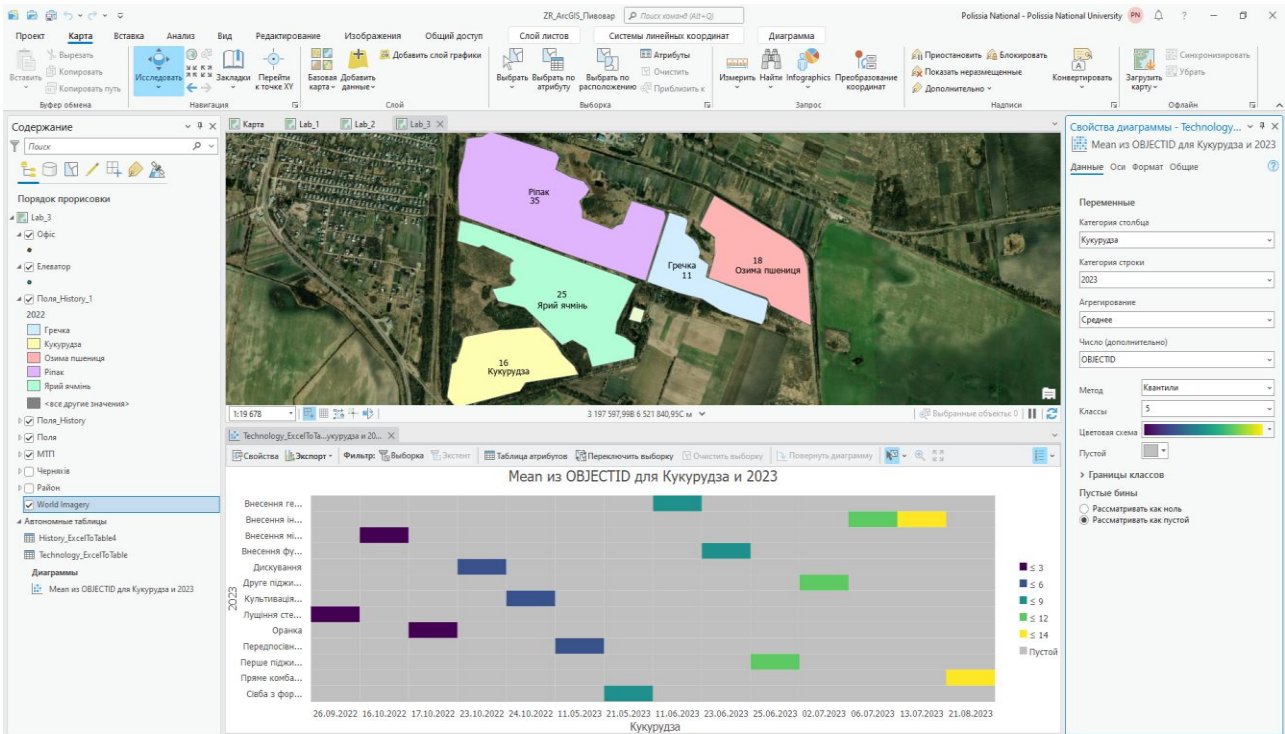 ZR_ArcGIS_Пивовар
Поиск команд (Alt+Q)
Polissia National - Polissia National University
PN
?
Проект Карта Вставка Анализ Вид Редактирование Изображения Общий доступ Слой листов Системы линейных координат Диаграмма
Вставить
Вырезать
Копировать
Копировать путь
Буфер обмена
Исследовать
Закладки
Перейти к точке XY
Навигация
Базовая карта
Добавить данные
Добавить слой графики
Слой
Выбрать
Выбрать по атрибуту
Выбрать по расположению
Атрибуты
Очистить
Приблизить к
Выборка
Измерить
Найти
Infographics
Преобразование координат
Запрос
Приостановить
Блокировать
Показать неразмещенные
Дополнительно
Конвертировать
Надписи
Загрузить карту
Синхронизировать
Убрать
Офлайн
Содержание
Поиск
Порядок прорисовки
Lab_3
Офіс
Елеватор
Поля_History_1
2022
Гречка
Кукурудза
Озима пшениця
Ріпак
Ярий ячмінь
<все другие значения>
Поля_History
Поля
МТП
Черняхів
Район
World Imagery
Автономные таблицы
History_ExcelToTable4
Technology_ExcelToTable
Диаграммы
Mean из OBJECTID для Кукурудза и 2023
Карта Lab_1 Lab_2 Lab_3
Ріпак
35
Гречка
11
18
Озима пшениця
25
Ярий ячмінь
16
Кукурудза
1:19 678
3 197 597,99В 6 521 840,95С м
Выбранные объекты: 0
Technology_ExcelToTa...укурудза и 20...
Свойства Экспорт Фильтр: Выборка Экстент Таблица атрибутов Переключить выборку Очистить выборку Повернуть диаграмму
Mean из OBJECTID для Кукурудза и 2023
2023
Внесення ге...
Внесення ін...
Внесення мі...
Внесення фу...
Дискування
Друге піджи...
Культивація...
Лущіння сте...
Оранка
Передпосівн...
Перше піджи...
Пряме комба...
Сівба з фор...
26.09.2022 16.10.2022 17.10.2022 23.10.2022 24.10.2022 11.05.2023 21.05.2023 11.06.2023 23.06.2023 25.06.2023 02.07.2023 06.07.2023 13.07.2023 21.08.2023
Кукурудза
≤ 3
≤ 6
≤ 9
≤ 12
≤ 14
Пустой
Свойства диаграммы - Technology...
Mean из OBJECTID для Кукурудза и 2023
Данные Оси Формат Общие
Переменные
Категория столбца
Кукурудза
Категория строки
2023
Агрегирование
Среднее
Число (дополнительно)
OBJECTID
Метод Квантили
Классы 5
Цветовая схема
Пустой
Границы классов
Пустые бины
Рассматривать как ноль
Рассматривать как пустой